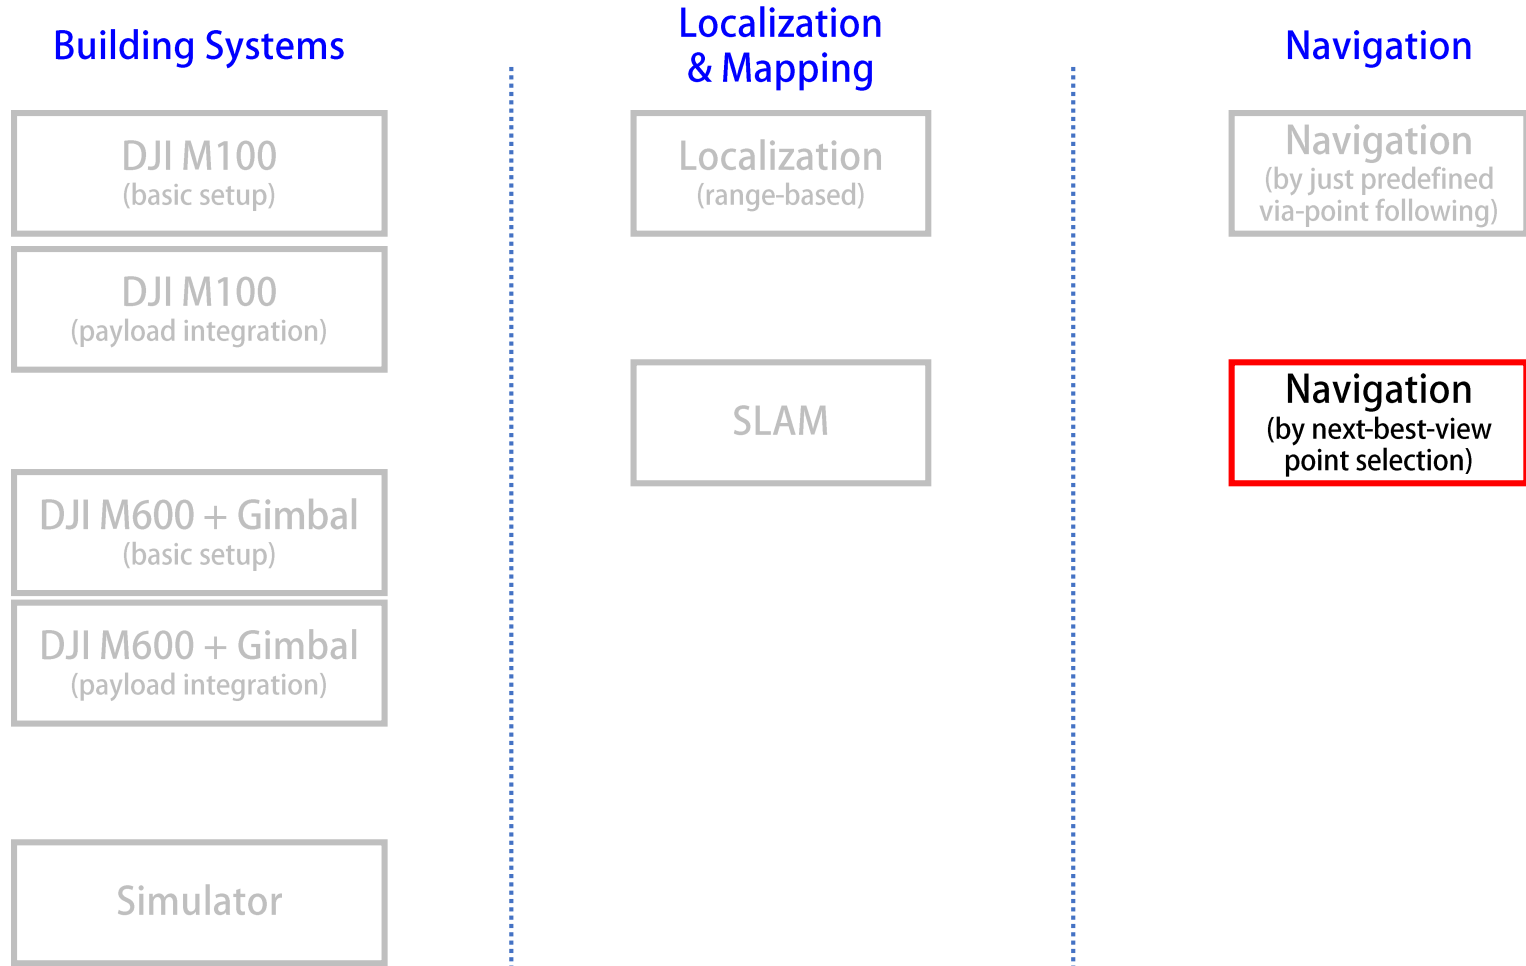 Building Systems
DJI M100
(basic setup)
DJI M100
(payload integration)
DJI M600 + Gimbal
(basic setup)
DJI M600 + Gimbal
(payload integration)
Simulator
Localization
& Mapping
Localization
(range-based)
SLAM
Navigation
Navigation
(by just predefined
via-point following)
Navigation
(by next-best-view
point selection)